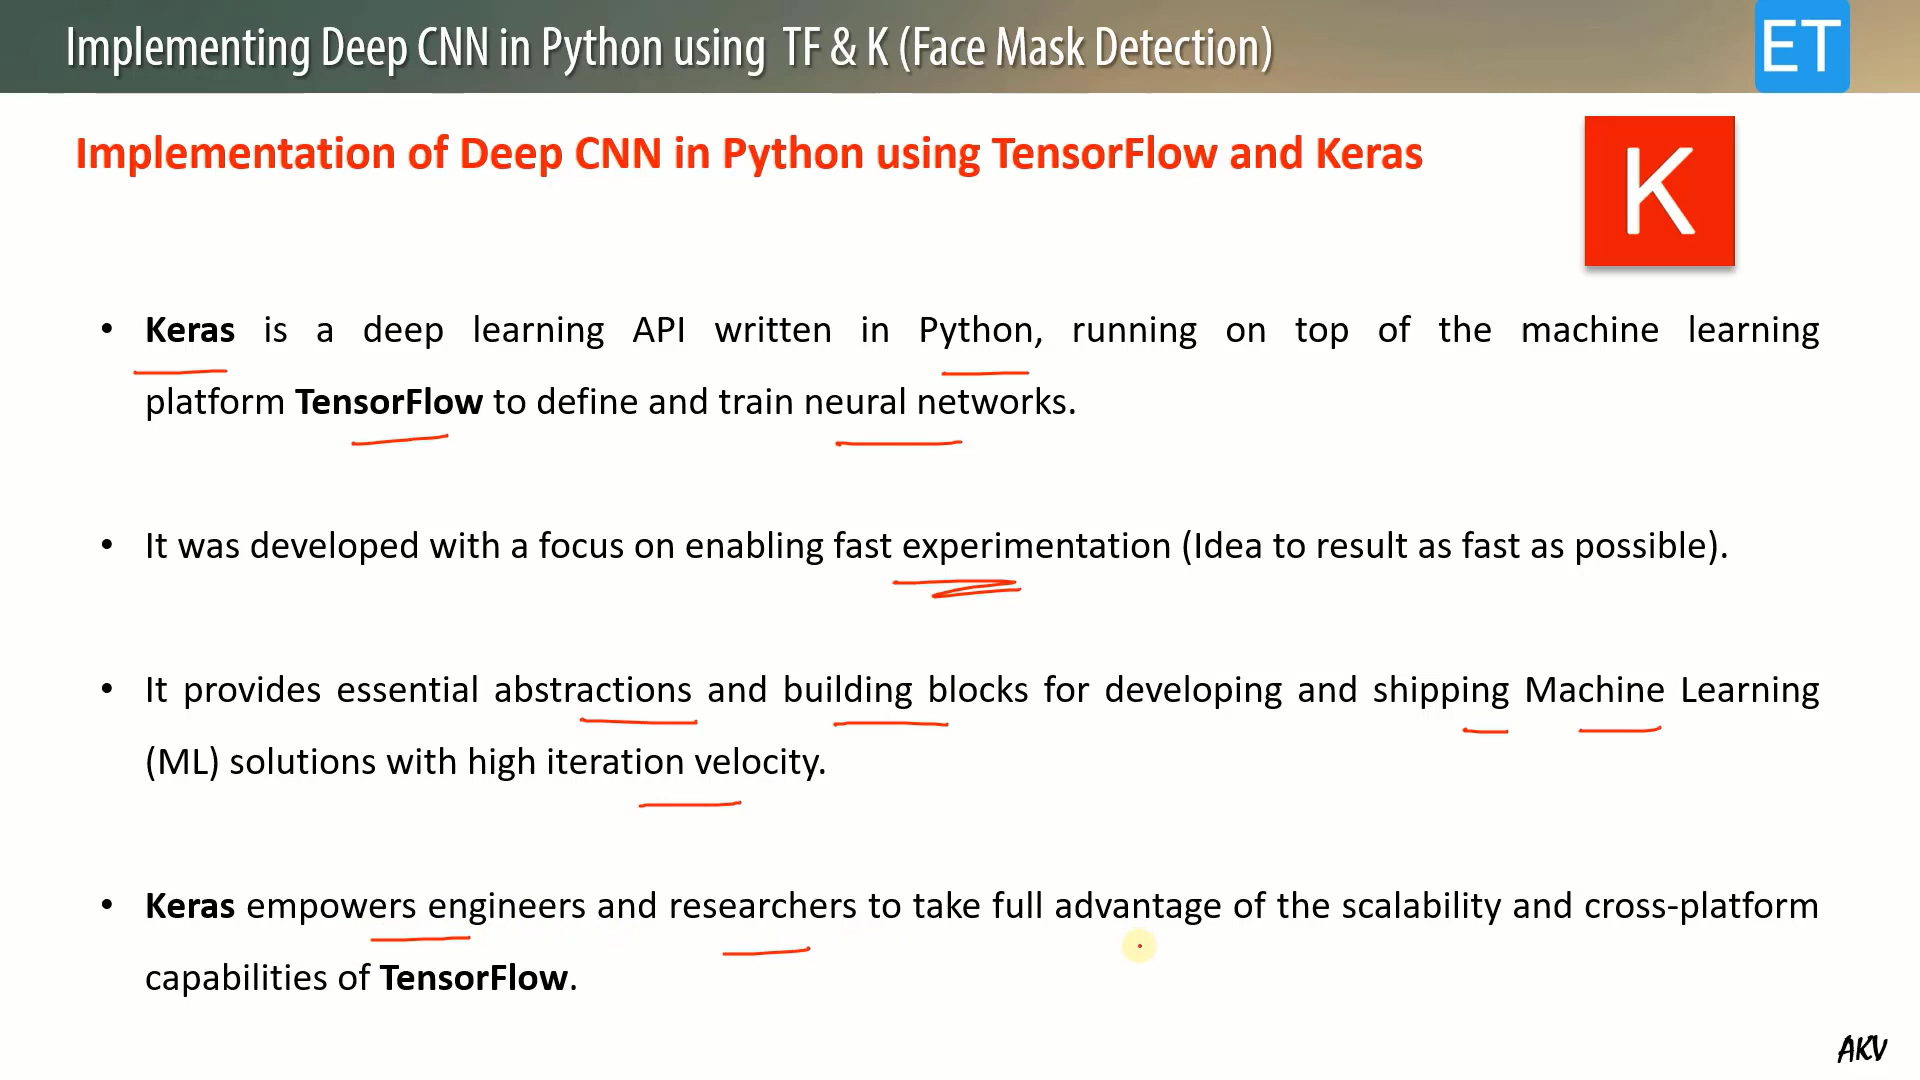 Implementing Deep CNN in Python using TF & K (Face Mask Detection)
ET
Implementation of Deep CNN in Python using TensorFlow and Keras
K
• Keras is a deep learning API written in Python, running on top of the machine learning
platform TensorFlow to define and train neural networks.
• It was developed with a focus on enabling fast experimentation (Idea to result as fast as possible).
• It provides essential abstractions and building blocks for developing and shipping Machine Learning
(ML) solutions with high iteration velocity.
• Keras empowers engineers and researchers to take full advantage of the scalability and cross-platform
capabilities of TensorFlow.
AKV